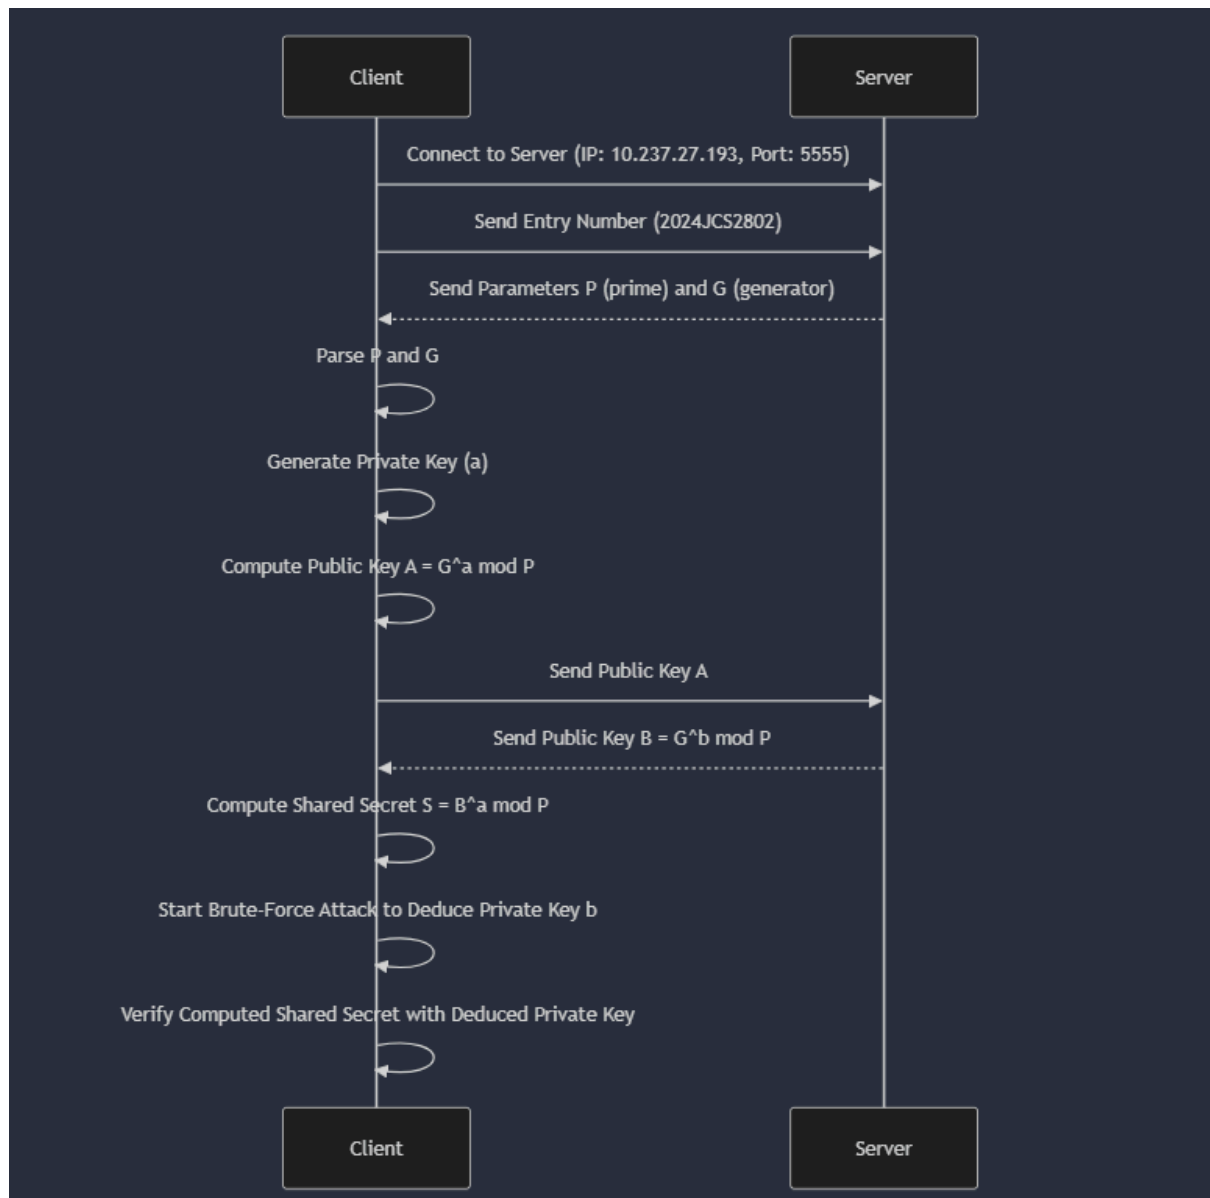 Client
Server
Connect to Server (IP: 10.237.27.193, Port: 5555)
Send Entry Number (2024JCS2802)
Send Parameters P (prime) and G (generator)
Parse P and G
Generate Private Key (a)
Compute Public Key A = G^a mod P
Send Public Key A
Send Public Key B = G^b mod P
Compute Shared Secret S = B^a mod P
Start Brute-Force Attack to Deduce Private Key b
Verify Computed Shared Secret with Deduced Private Key
Client
Server